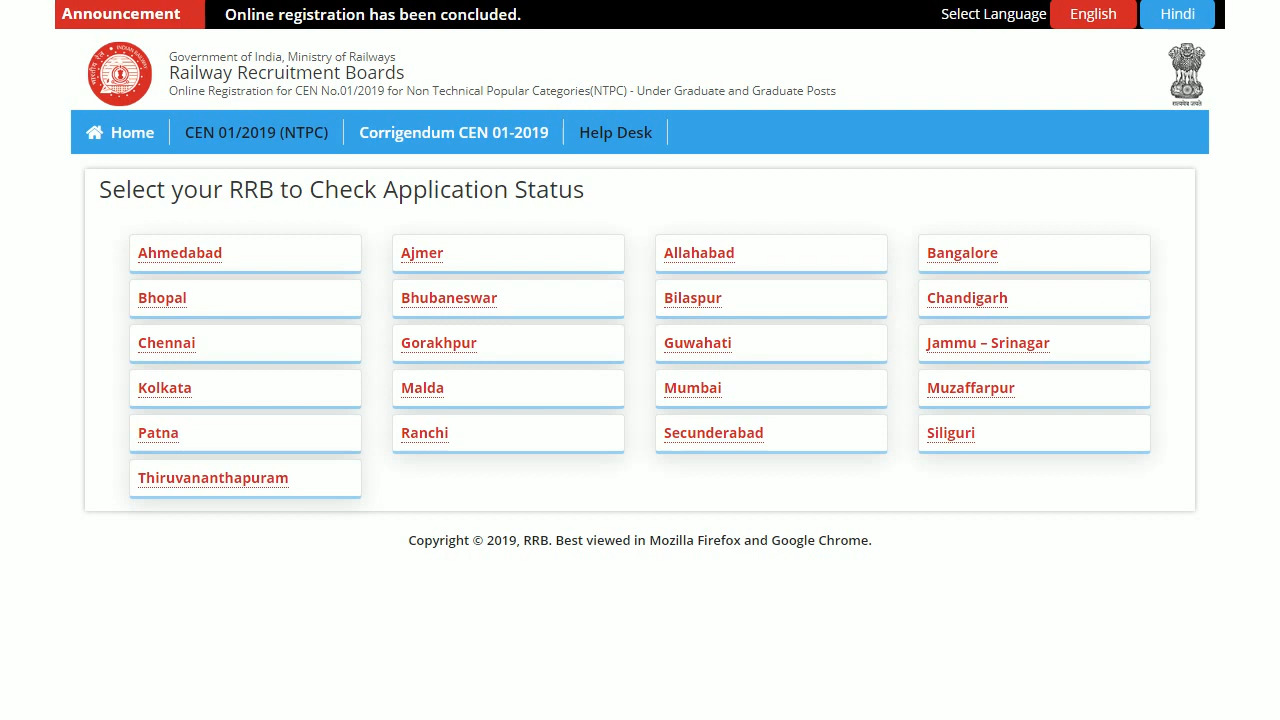 Announcement Online registration has been concluded. Select Language English Hindi
Government of India, Ministry of Railways
Railway Recruitment Boards
Online Registration for CEN No.01/2019 for Non Technical Popular Categories(NTPC) - Under Graduate and Graduate Posts
सत्यमेव जयते
Home CEN 01/2019 (NTPC) Corrigendum CEN 01-2019 Help Desk
Select your RRB to Check Application Status
Ahmedabad Ajmer Allahabad Bangalore
Bhopal Bhubaneswar Bilaspur Chandigarh
Chennai Gorakhpur Guwahati Jammu – Srinagar
Kolkata Malda Mumbai Muzaffarpur
Patna Ranchi Secunderabad Siliguri
Thiruvananthapuram
Copyright © 2019, RRB. Best viewed in Mozilla Firefox and Google Chrome.